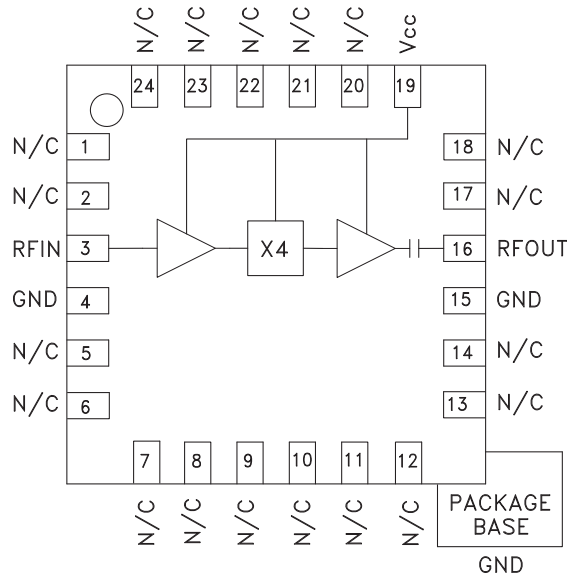 N/C N/C N/C N/C N/C Vcc
24 23 22 21 20 19
N/C 1 18 N/C
N/C 2 17 N/C
RFIN 3 X4 16 RFOUT
GND 4 15 GND
N/C 5 14 N/C
N/C 6 13 N/C
7 8 9 10 11 12
N/C N/C N/C N/C N/C N/C
PACKAGE
BASE
GND